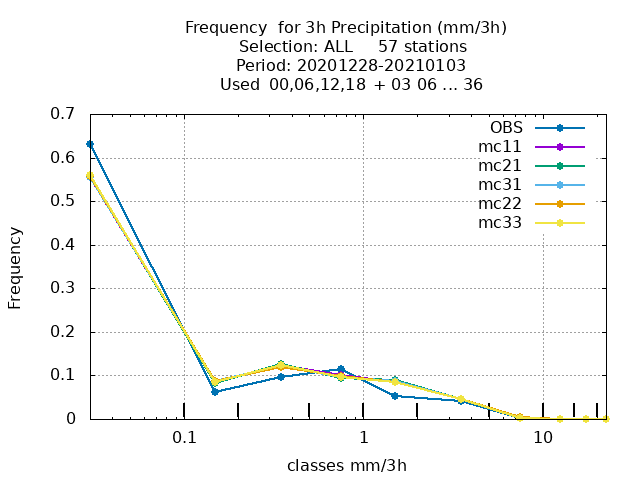 Frequency  for 3h Precipitation (mm/3h)
Selection: ALL     57 stations
Period: 20201228-20210103
Used  00,06,12,18  + 03 06 ... 36
0.7
0.6
0.5
0.4
0.3
0.2
0.1
0
Frequency
OBS
mc11
mc21
mc31
mc22
mc33
0.1 1 10
classes mm/3h